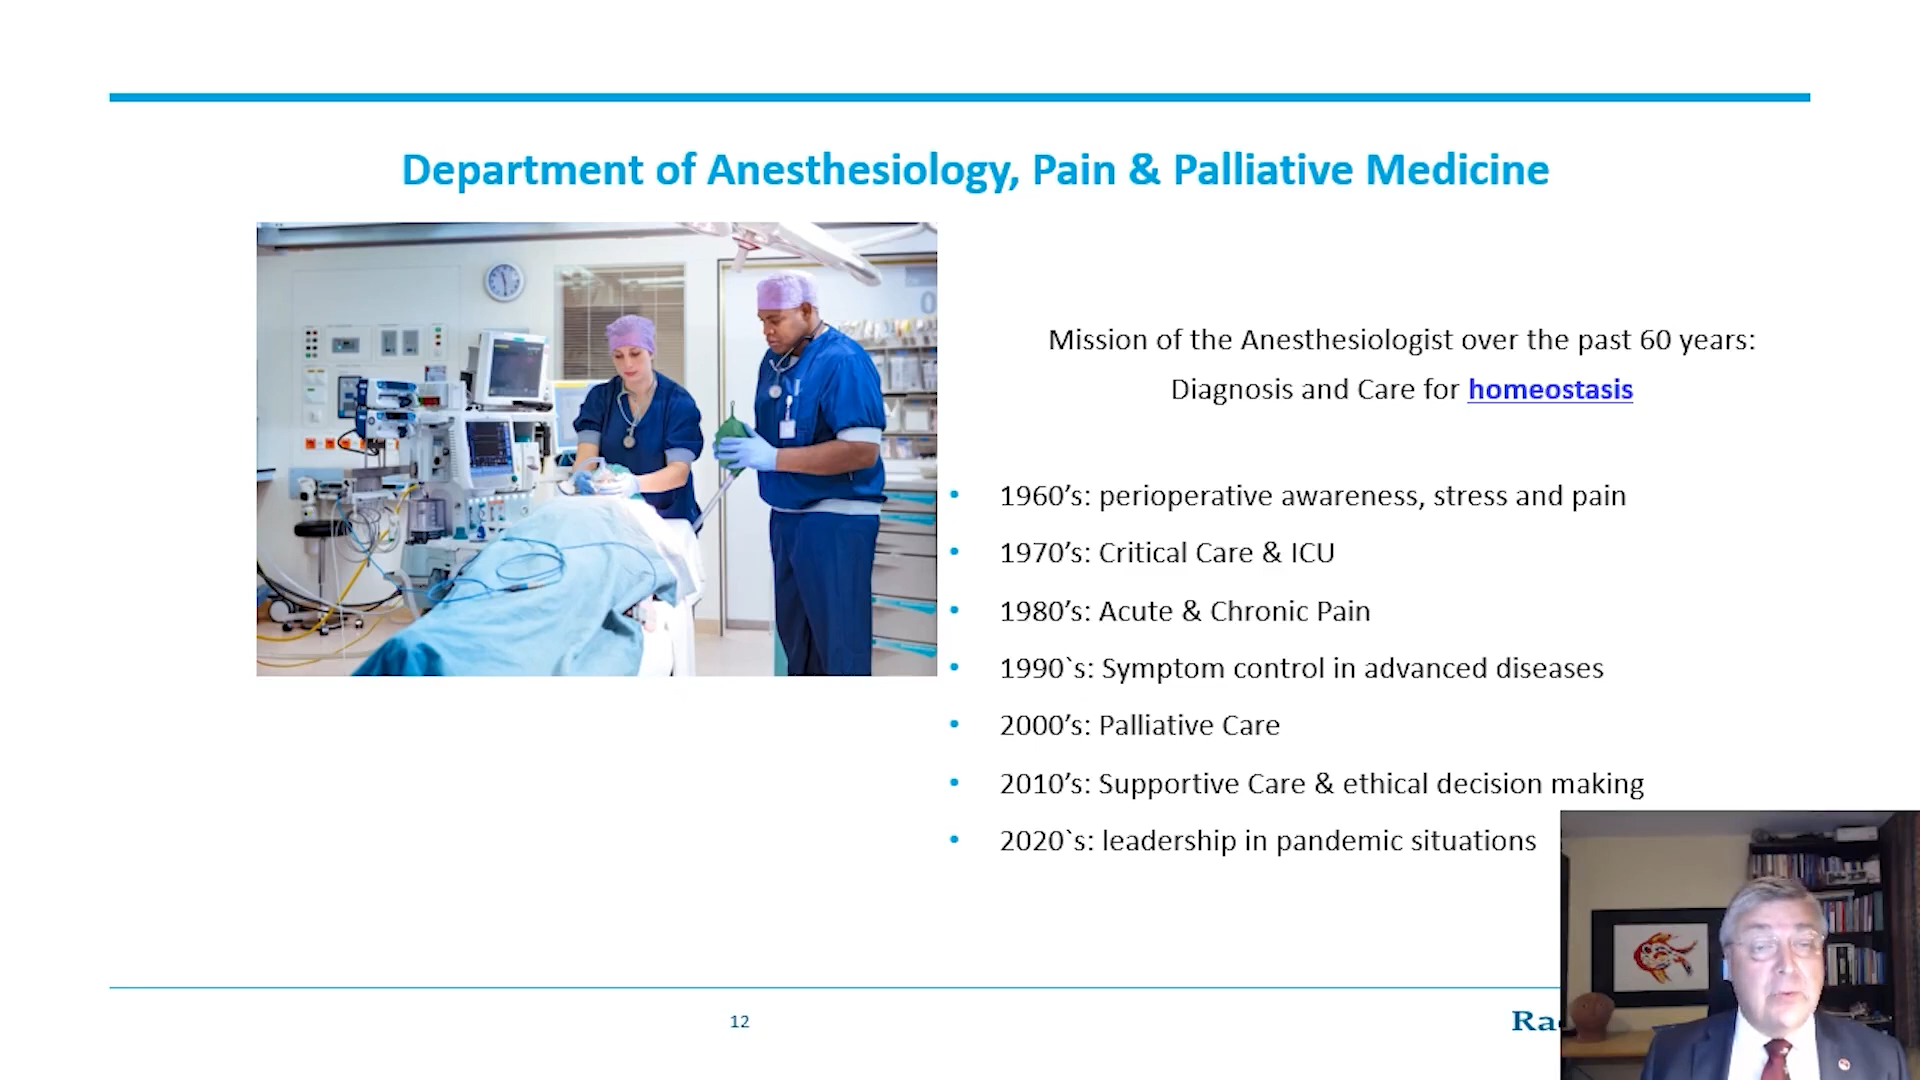 Department of Anesthesiology, Pain & Palliative Medicine
Mission of the Anesthesiologist over the past 60 years:
Diagnosis and Care for homeostasis
• 1960’s: perioperative awareness, stress and pain
• 1970’s: Critical Care & ICU
• 1980’s: Acute & Chronic Pain
• 1990`s: Symptom control in advanced diseases
• 2000’s: Palliative Care
• 2010’s: Supportive Care & ethical decision making
• 2020`s: leadership in pandemic situations
12